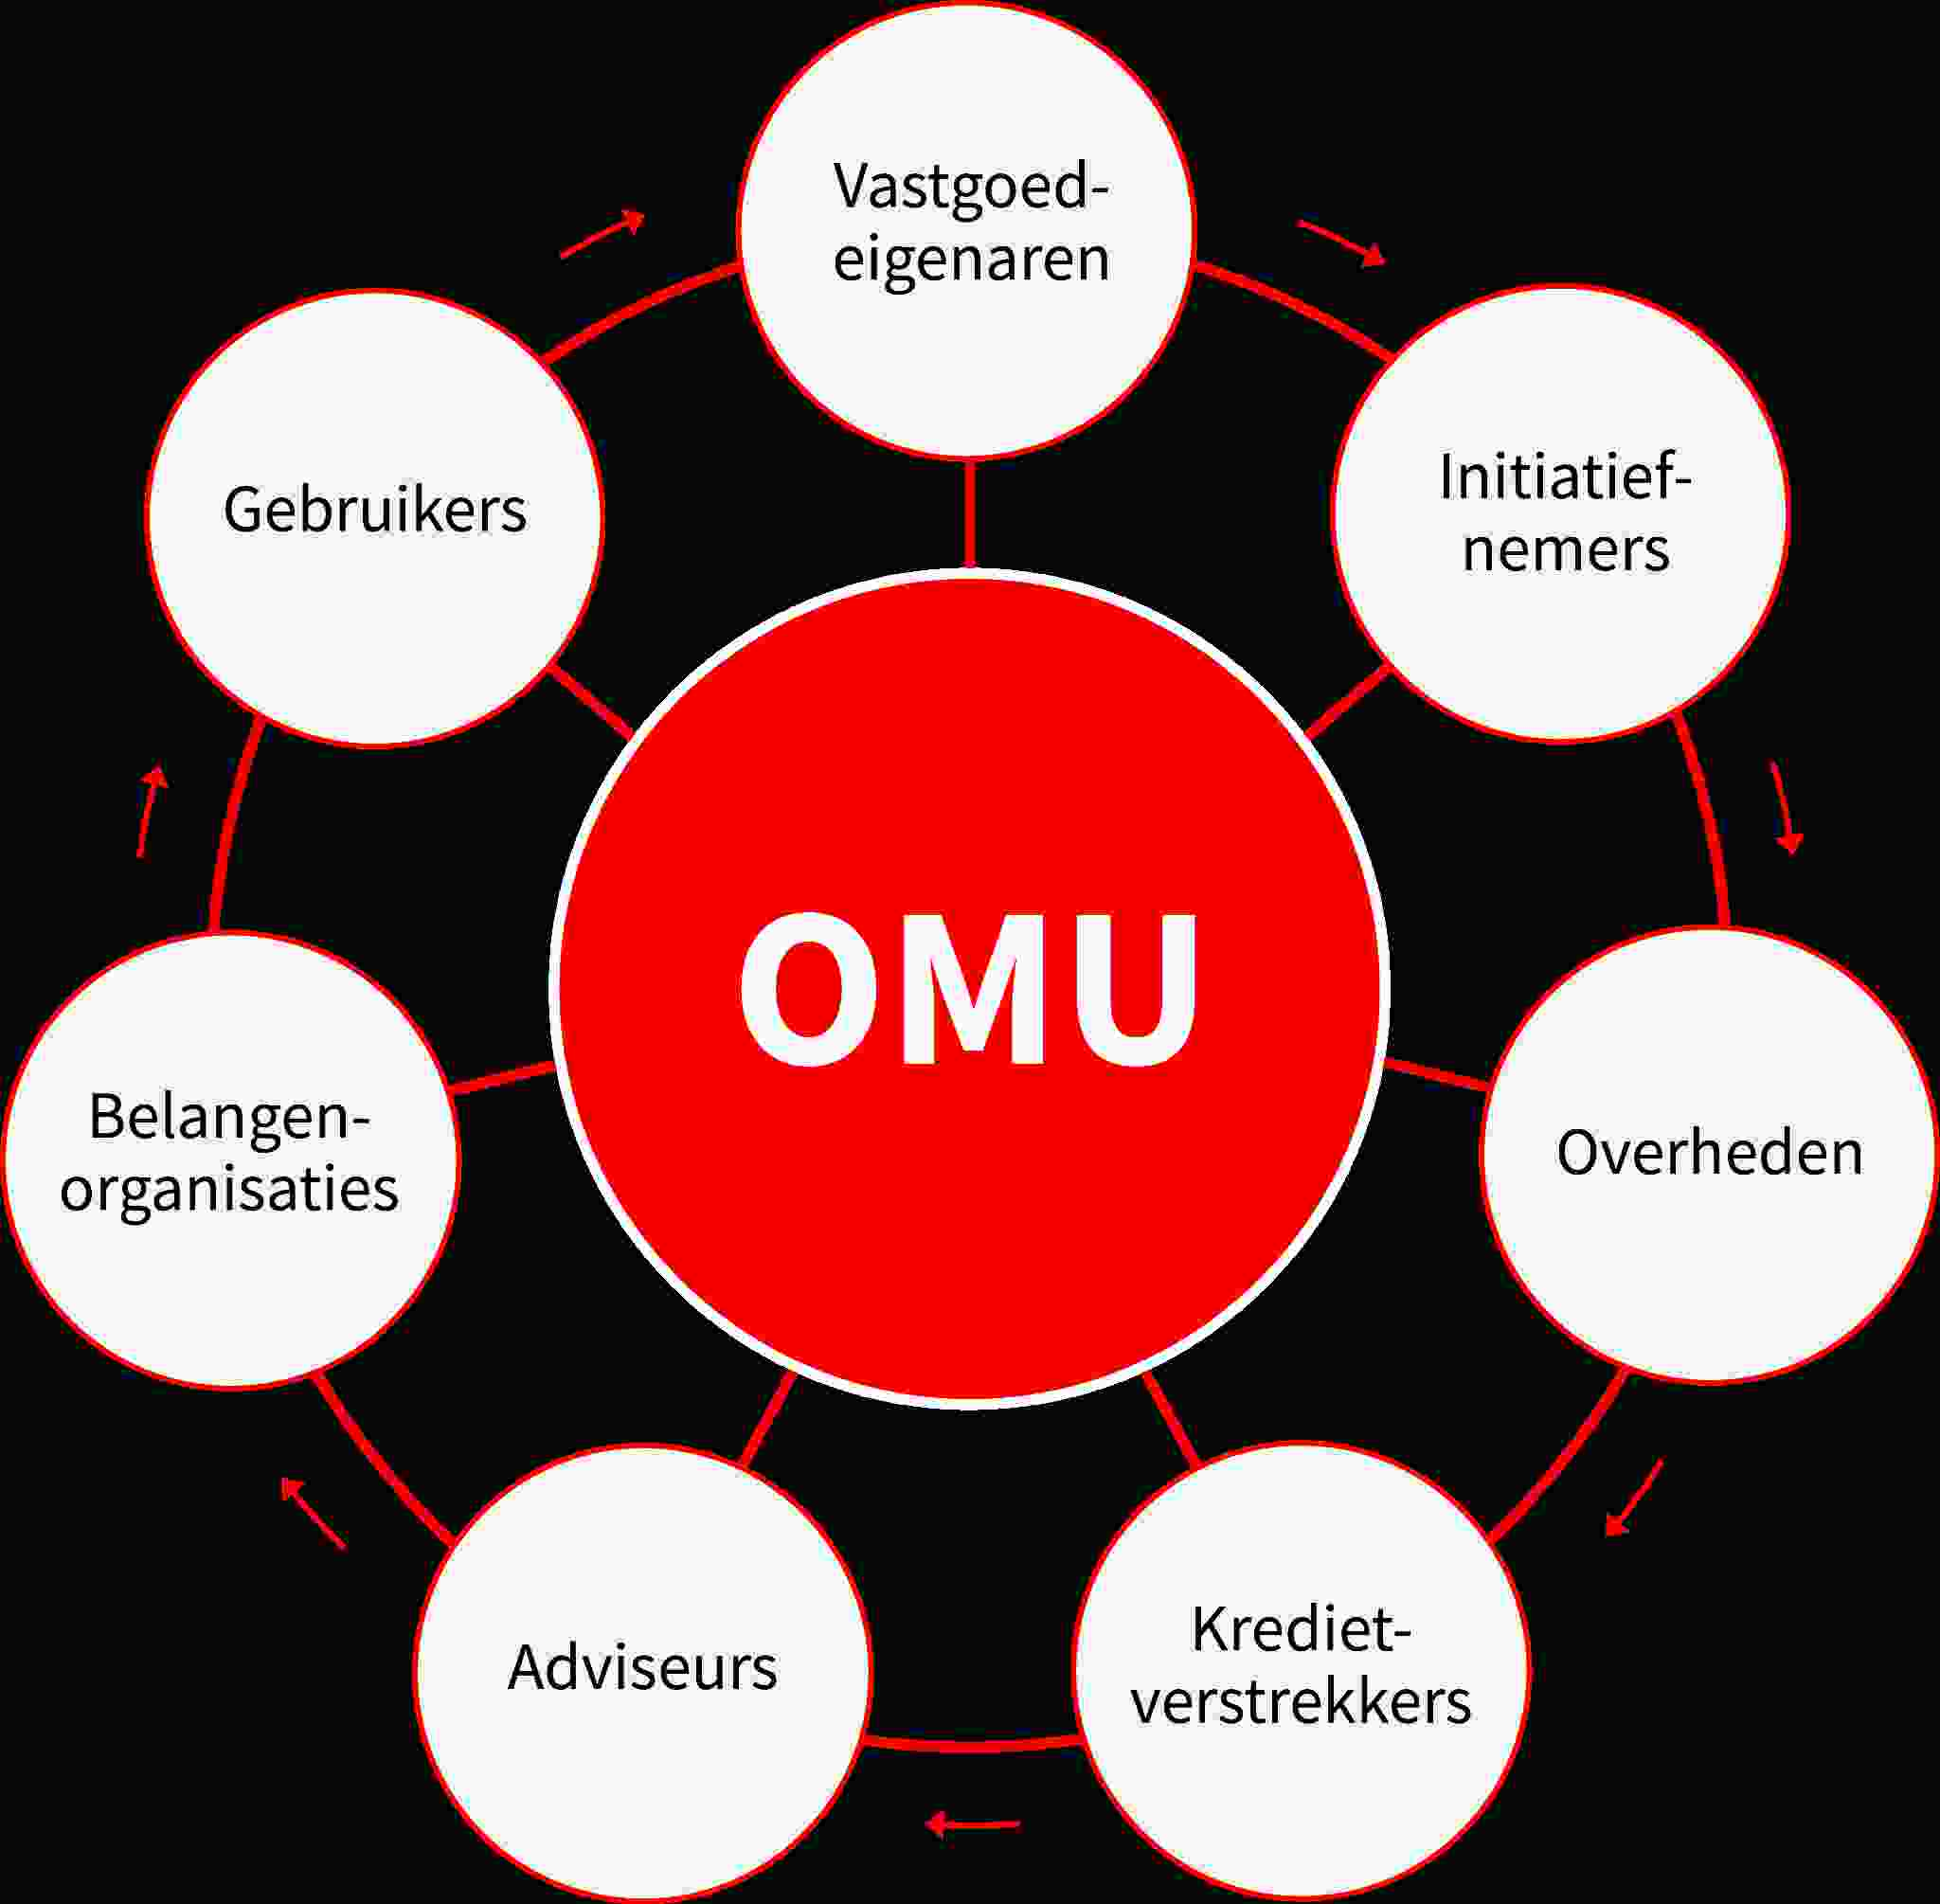 Vastgoed-
eigenaren
Initiatief-
nemers
Overheden
Krediet-
verstrekkers
Adviseurs
Belangen-
organisaties
Gebruikers
OMU